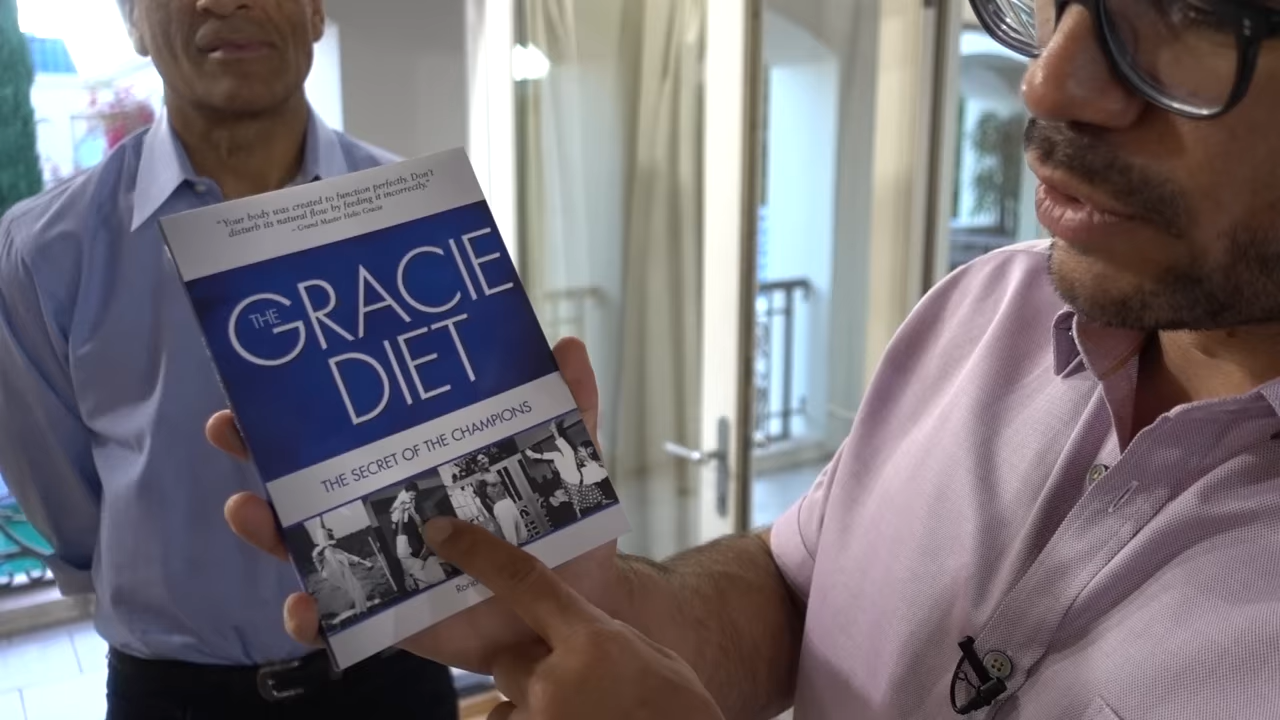 "Your body was created to function perfectly. Don't
disturb its natural flow by feeding it incorrectly."
- Grand Master Helio Gracie
THE GRACIE
DIET
THE SECRET OF THE CHAMPIONS